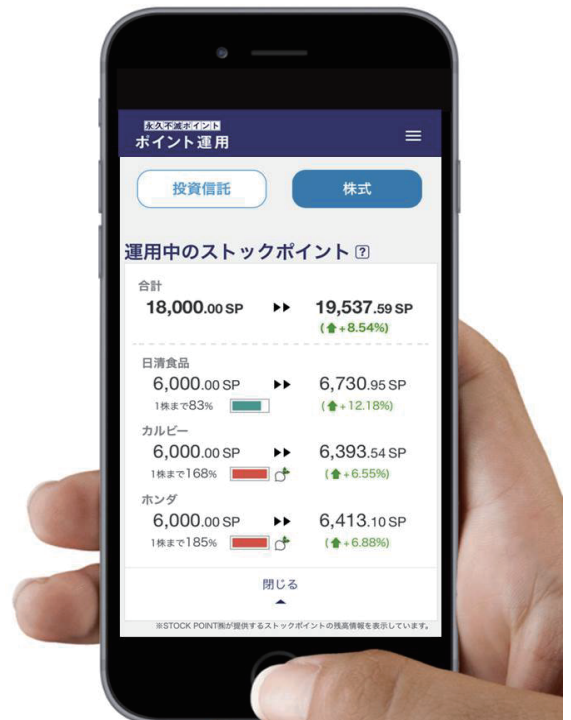 永久不滅ポイント
ポイント運用
投資信託 株式
運用中のストックポイント ?
合計
18,000.00 SP 19,537.59 SP
(+8.54%)
日清食品
6,000.00 SP 6,730.95 SP
1株まで83% (+12.18%)
カルビー
6,000.00 SP 6,393.54 SP
1株まで168% (+6.55%)
ホンダ
6,000.00 SP 6,413.10 SP
1株まで185% (+6.88%)
閉じる
※STOCK POINT㈱が提供するストックポイントの残高情報を表示しています。